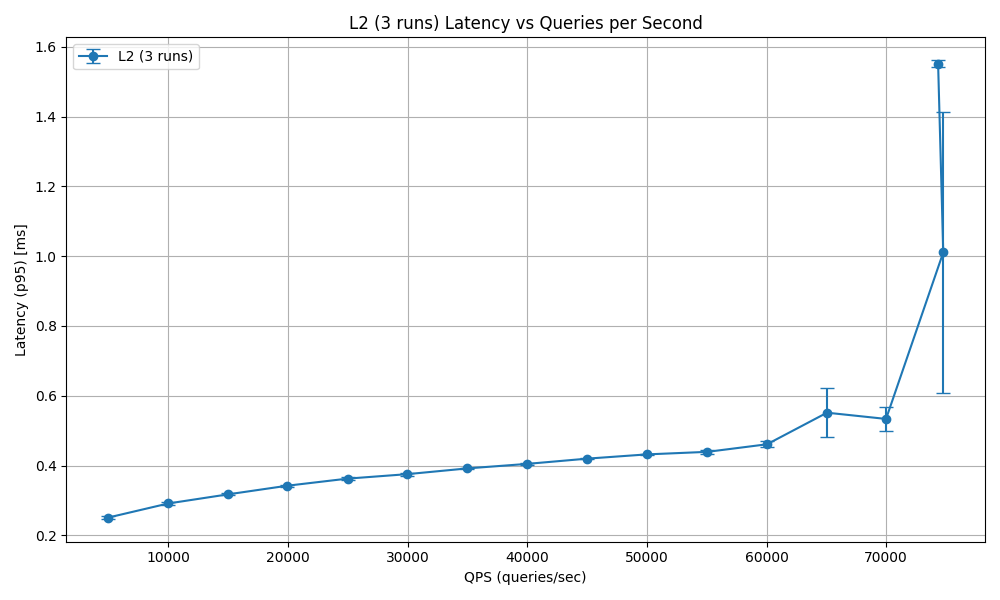 L2 (3 runs) Latency vs Queries per Second
L2 (3 runs)
Latency (p95) [ms]
1.6
1.4
1.2
1.0
0.8
0.6
0.4
0.2
10000 20000 30000 40000 50000 60000 70000
QPS (queries/sec)